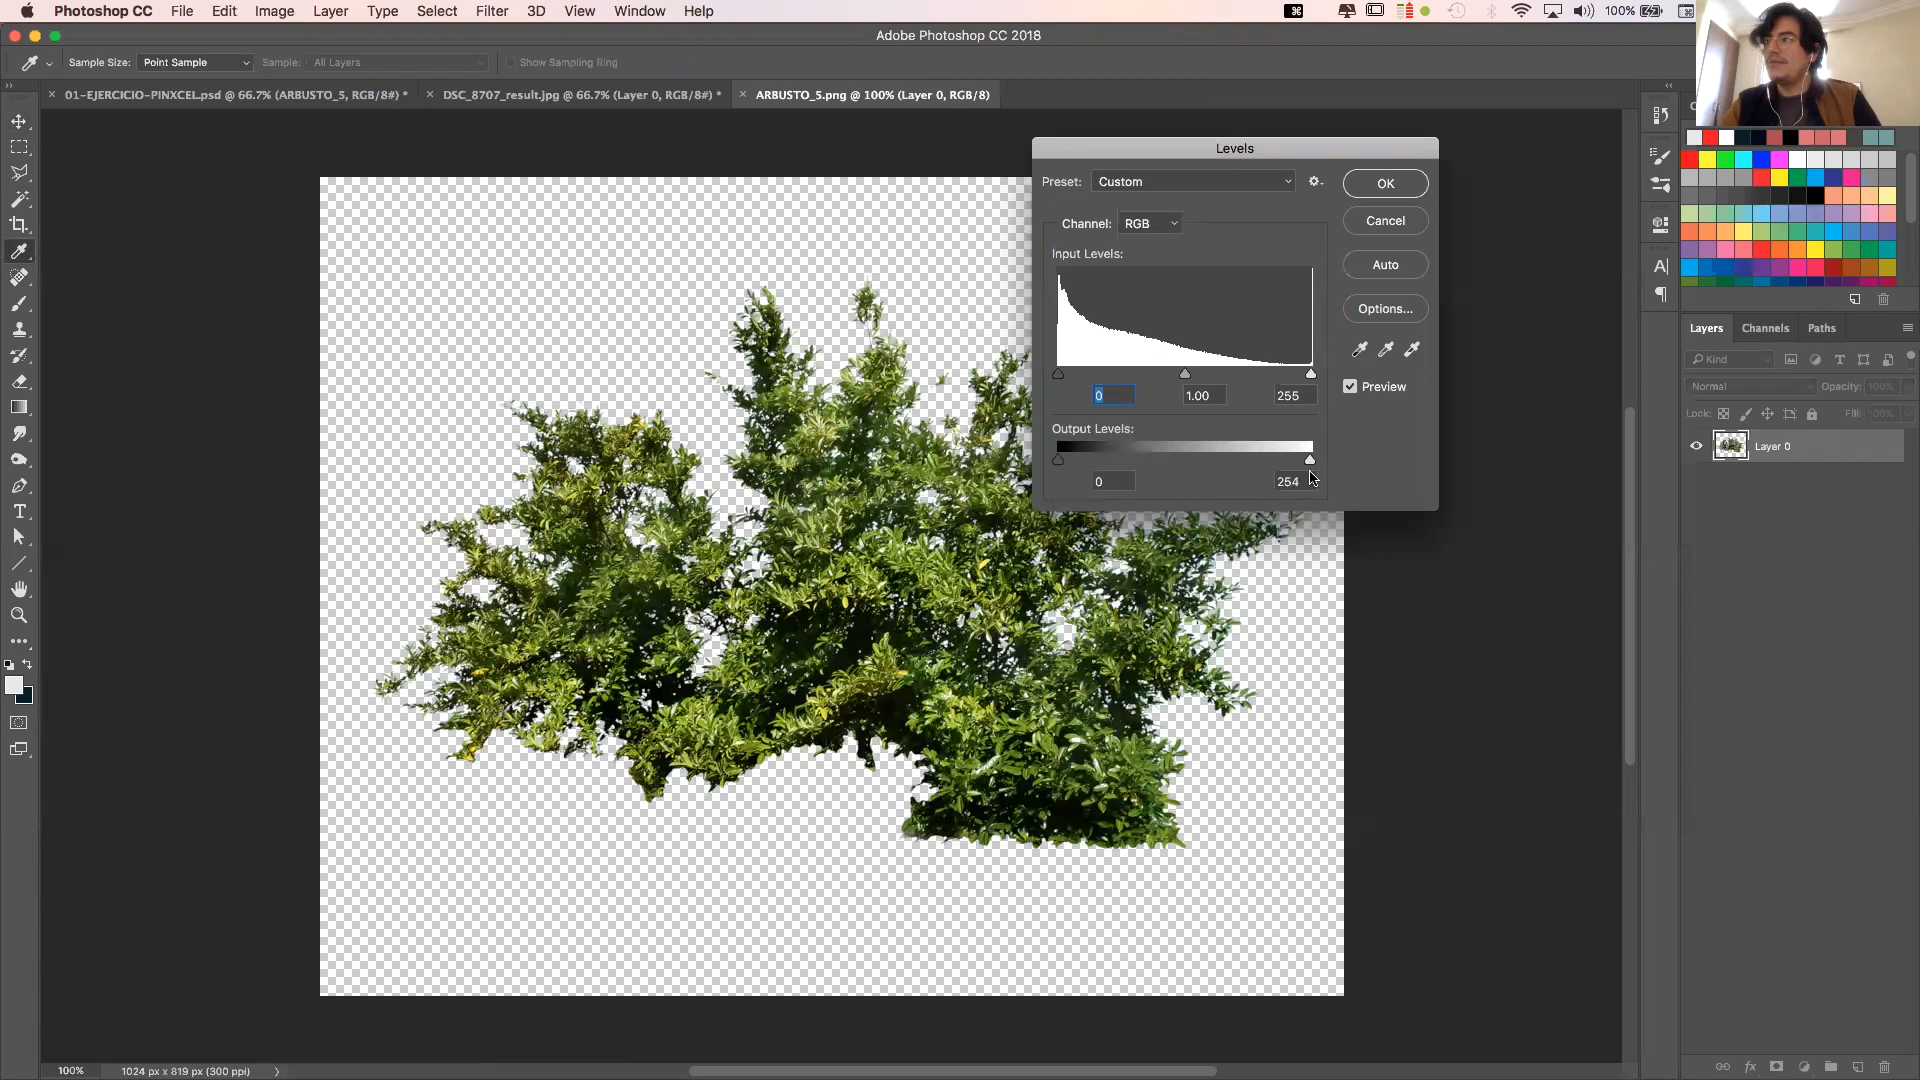 Photoshop CC File Edit Image Layer Type Select Filter 3D View Window Help 100%
Adobe Photoshop CC 2018
Sample Size: Point Sample Sample: All Layers Show Sampling Ring
01-EJERCICIO-PINXCEL.psd @ 66.7% (ARBUSTO_5, RGB/8#) * DSC_8707_result.jpg @ 66.7% (Layer 0, RGB/8#) * ARBUSTO_5.png @ 100% (Layer 0, RGB/8)
Levels
Preset: Custom OK
Channel: RGB Cancel
Input Levels: Auto
Options...
Preview
0 1.00 255
Output Levels:
0 254
Layers Channels Paths
Kind
Normal Opacity: 100%
Lock: Fill: 100%
Layer 0
100% 1024 px x 819 px (300 ppi)